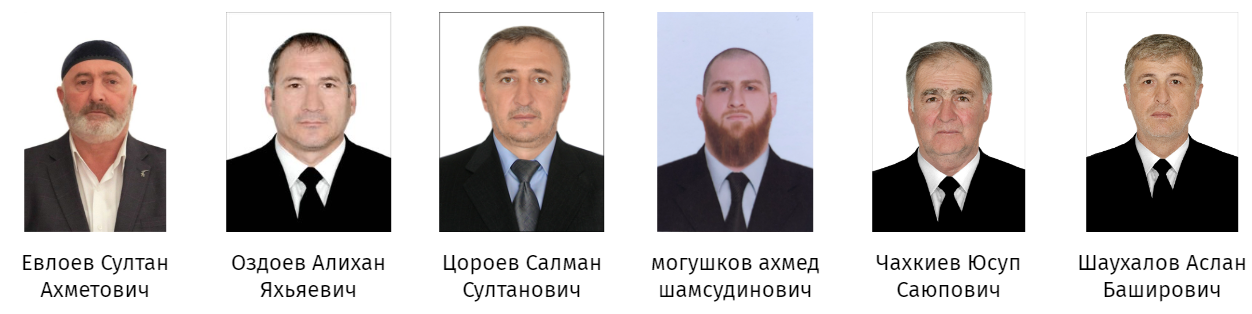 Евлоев Султан
Ахметович
Оздоев Алихан
Яхьяевич
Цороев Салман
Султанович
могушков ахмед
шамсудинович
Чахкиев Юсуп
Саюпович
Шаухалов Аслан
Баширович